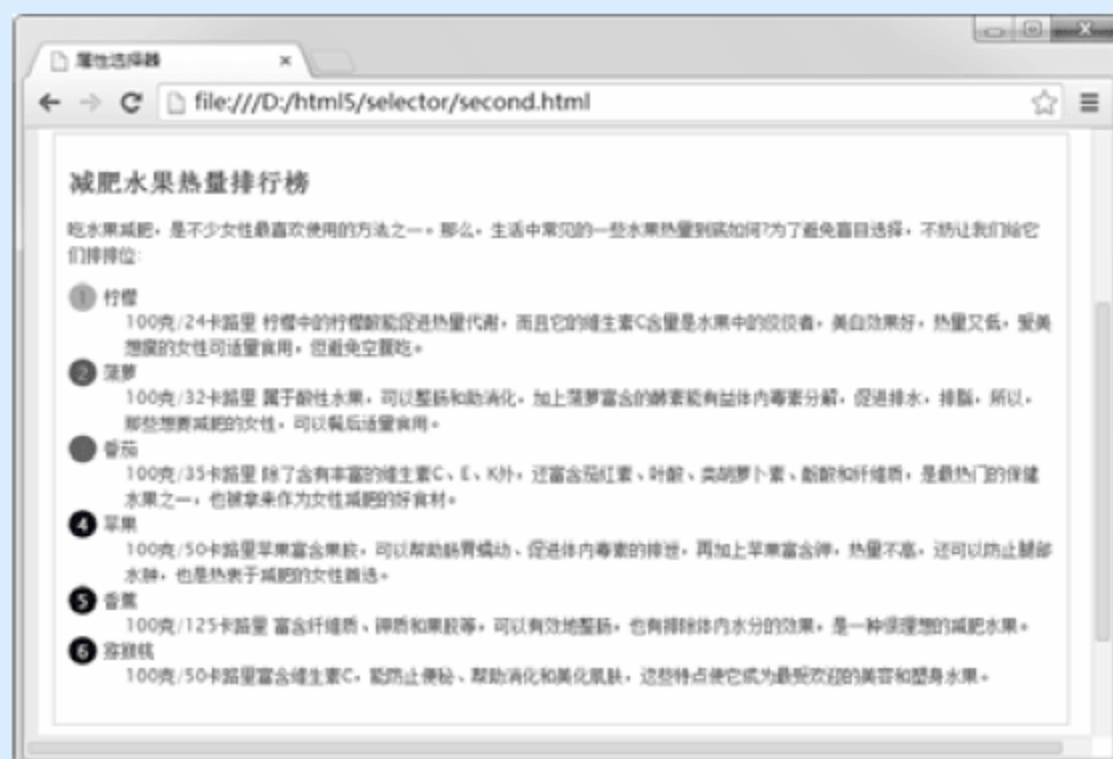 属性选择器
file:///D:/html5/selector/second.html
减肥水果热量排行榜
吃水果减肥，是不少女性最喜欢使用的方法之一。那么，生活中常见的一些水果热量到底如何?为了避免盲目选择，不妨让我们给它
们排排位:
1 柠檬
100克/24卡路里 柠檬中的柠檬酸能促进热量代谢，而且它的维生素C含量是水果中的佼佼者，美白效果好，热量又低，爱美
想瘦的女性可适量食用，但避免空腹吃。
2 菠萝
100克/32卡路里 属于酸性水果，可以整肠和助消化，加上菠萝富含的酵素能有益体内毒素分解，促进排水，排脂，所以，
那些想要减肥的女性，可以餐后适量食用。
番茄
100克/35卡路里 除了含有丰富的维生素C、E、K外，还富含茄红素、叶酸、类胡萝卜素、酚酸和纤维质，是最热门的保健
水果之一，也被拿来作为女性减肥的好食材。
4 苹果
100克/50卡路里苹果富含果胶，可以帮助肠胃蠕动、促进体内毒素的排泄，再加上苹果富含钾，热量不高，还可以防止腿部
水肿，也是热衷于减肥的女性首选。
5 香蕉
100克/125卡路里 富含纤维质、钾质和果胶等，可以有效地整肠，也有排除体内水分的效果，是一种很理想的减肥水果。
6 猕猴桃
100克/50卡路里富含维生素C，能防止便秘、帮助消化和美化肌肤，这些特点使它成为最受欢迎的美容和塑身水果。